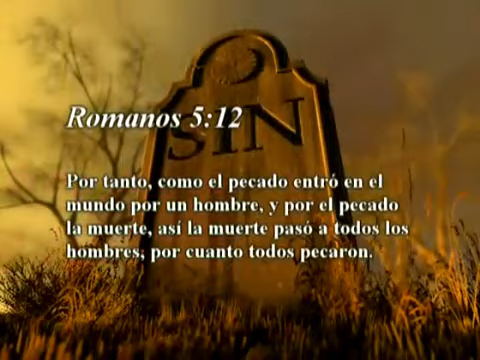 Romanos 5:12
SIN
Por tanto, como el pecado entró en el
mundo por un hombre, y por el pecado
la muerte, así la muerte pasó a todos los
hombres, por cuanto todos pecaron.